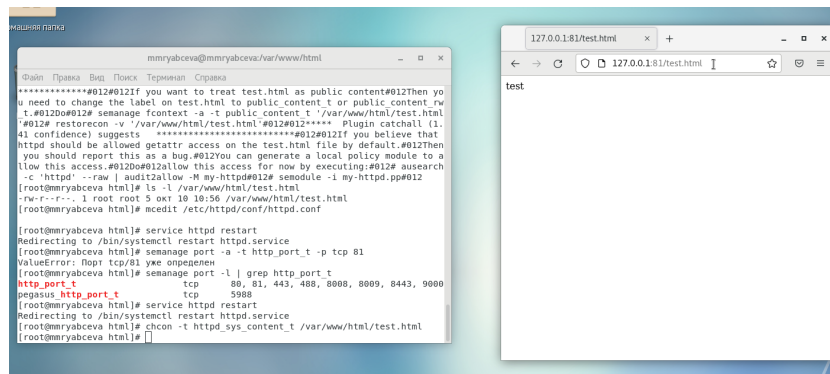 омашняя папка
mmryabceva@mmryabceva:/var/www/html
Файл Правка Вид Поиск Терминал Справка
*************#012#012If you want to treat test.html as public content#012Then yo
u need to change the label on test.html to public_content_t or public_content_rw
_t.#012Do#012# semanage fcontext -a -t public_content_t '/var/www/html/test.html
'#012# restorecon -v '/var/www/html/test.html'#012#012***** Plugin catchall (1.
41 confidence) suggests **************************#012#012If you believe that
httpd should be allowed getattr access on the test.html file by default.#012Then
you should report this as a bug.#012You can generate a local policy module to a
llow this access.#012Do#012allow this access for now by executing:#012# ausearch
-c 'httpd' --raw | audit2allow -M my-httpd#012# semodule -i my-httpd.pp#012
[root@mmryabceva html]# ls -l /var/www/html/test.html
-rw-r--r--. 1 root root 5 окт 10 10:56 /var/www/html/test.html
[root@mmryabceva html]# mcedit /etc/httpd/conf/httpd.conf
[root@mmryabceva html]# service httpd restart
Redirecting to /bin/systemctl restart httpd.service
[root@mmryabceva html]# semanage port -a -t http_port_t -p tcp 81
ValueError: Порт tcp/81 уже определен
[root@mmryabceva html]# semanage port -l | grep http_port_t
http_port_t tcp 80, 81, 443, 488, 8008, 8009, 8443, 9000
pegasus_http_port_t tcp 5988
[root@mmryabceva html]# service httpd restart
Redirecting to /bin/systemctl restart httpd.service
[root@mmryabceva html]# chcon -t httpd_sys_content_t /var/www/html/test.html
[root@mmryabceva html]#
127.0.0.1:81/test.html
127.0.0.1:81/test.html
test